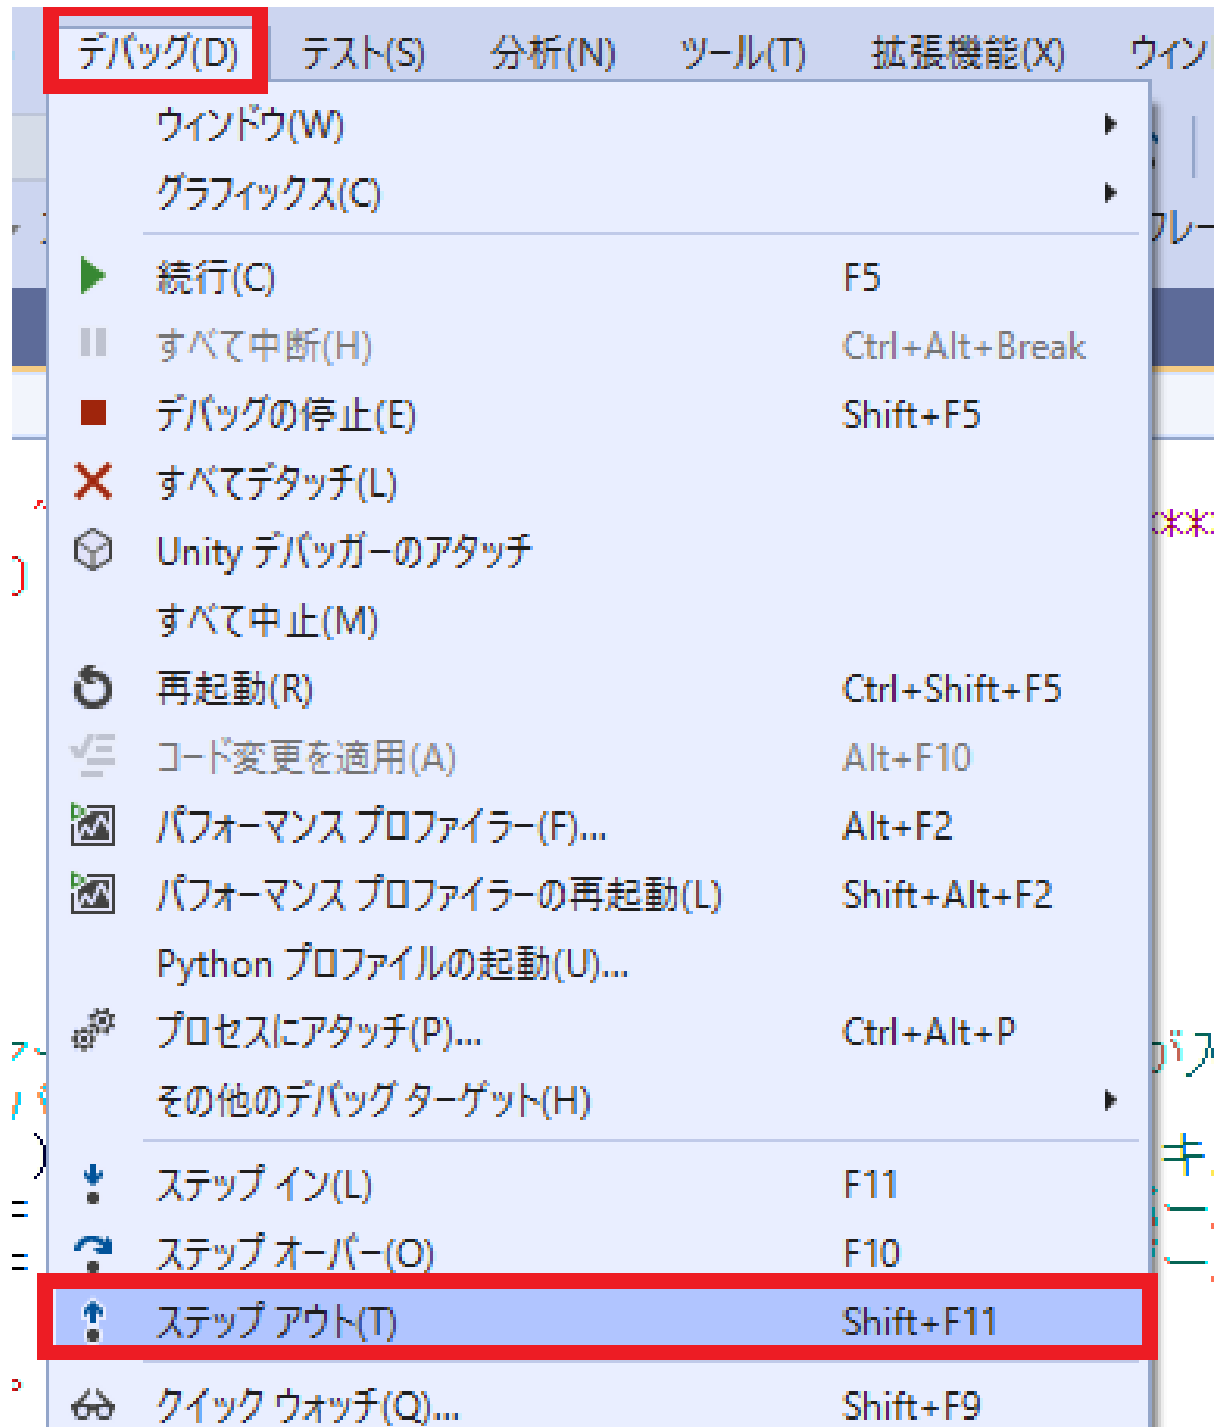 デバッグ(D) テスト(S) 分析(N) ツール(T) 拡張機能(X) ウィン
ウィンドウ(W)
グラフィックス(C)
続行(C) F5
すべて中断(H) Ctrl+Alt+Break
デバッグの停止(E) Shift+F5
すべてデタッチ(L)
Unity デバッガーのアタッチ
すべて中止(M)
再起動(R) Ctrl+Shift+F5
コード変更を適用(A) Alt+F10
パフォーマンス プロファイラー(F)... Alt+F2
パフォーマンス プロファイラーの再起動(L) Shift+Alt+F2
Python プロファイルの起動(U)...
プロセスにアタッチ(P)... Ctrl+Alt+P
その他のデバッグ ターゲット(H)
ステップ イン(L) F11
ステップ オーバー(O) F10
ステップ アウト(T) Shift+F11
クイック ウォッチ(Q)... Shift+F9